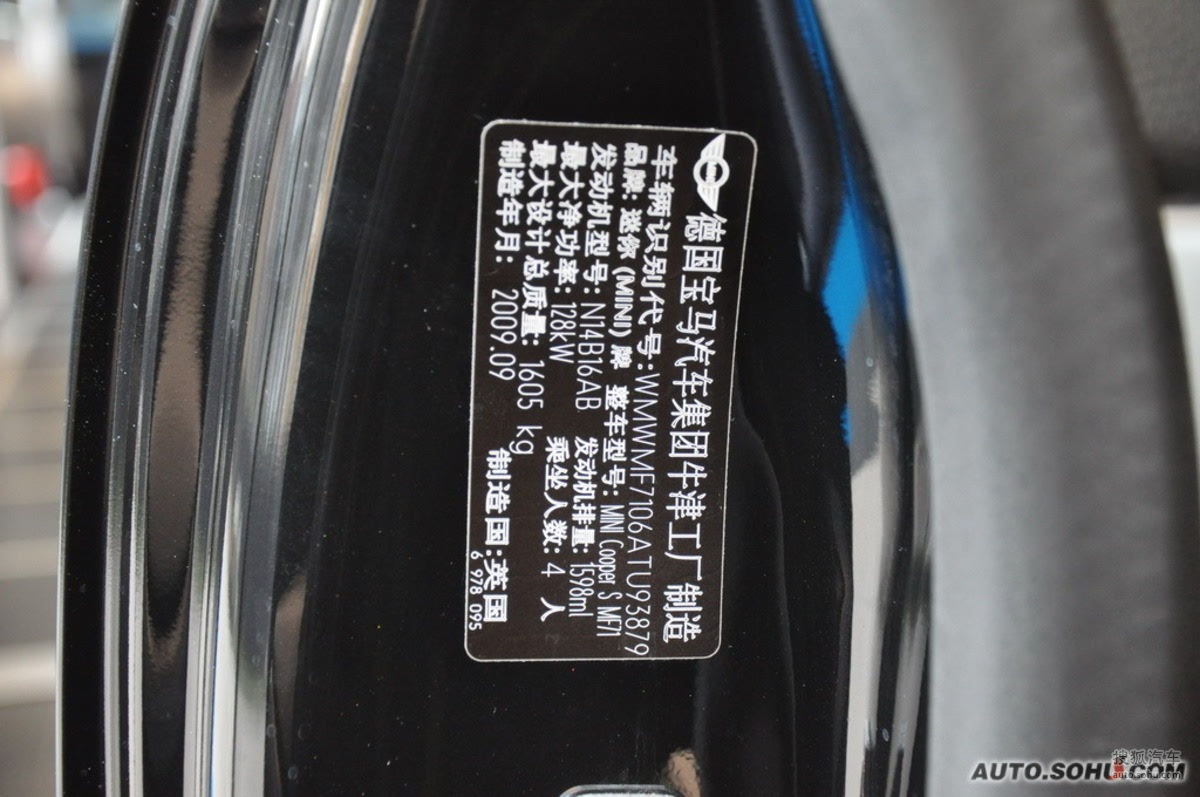 德国宝马汽车集团牛津工厂制造
车辆识别代号:WMWMF7106ATU93879
品牌:迷你(MINI)牌 整车型号:MINI Cooper S MF71
发动机型号:N14B16AB 发动机排量:1598ml
最大净功率:128kW 乘坐人数:4 人
最大设计总质量:1605 kg
制造年月:2009.09 制造国:英国
6 978 095
搜狐汽车
auto.sohu.com
AUTO.SOHU.COM